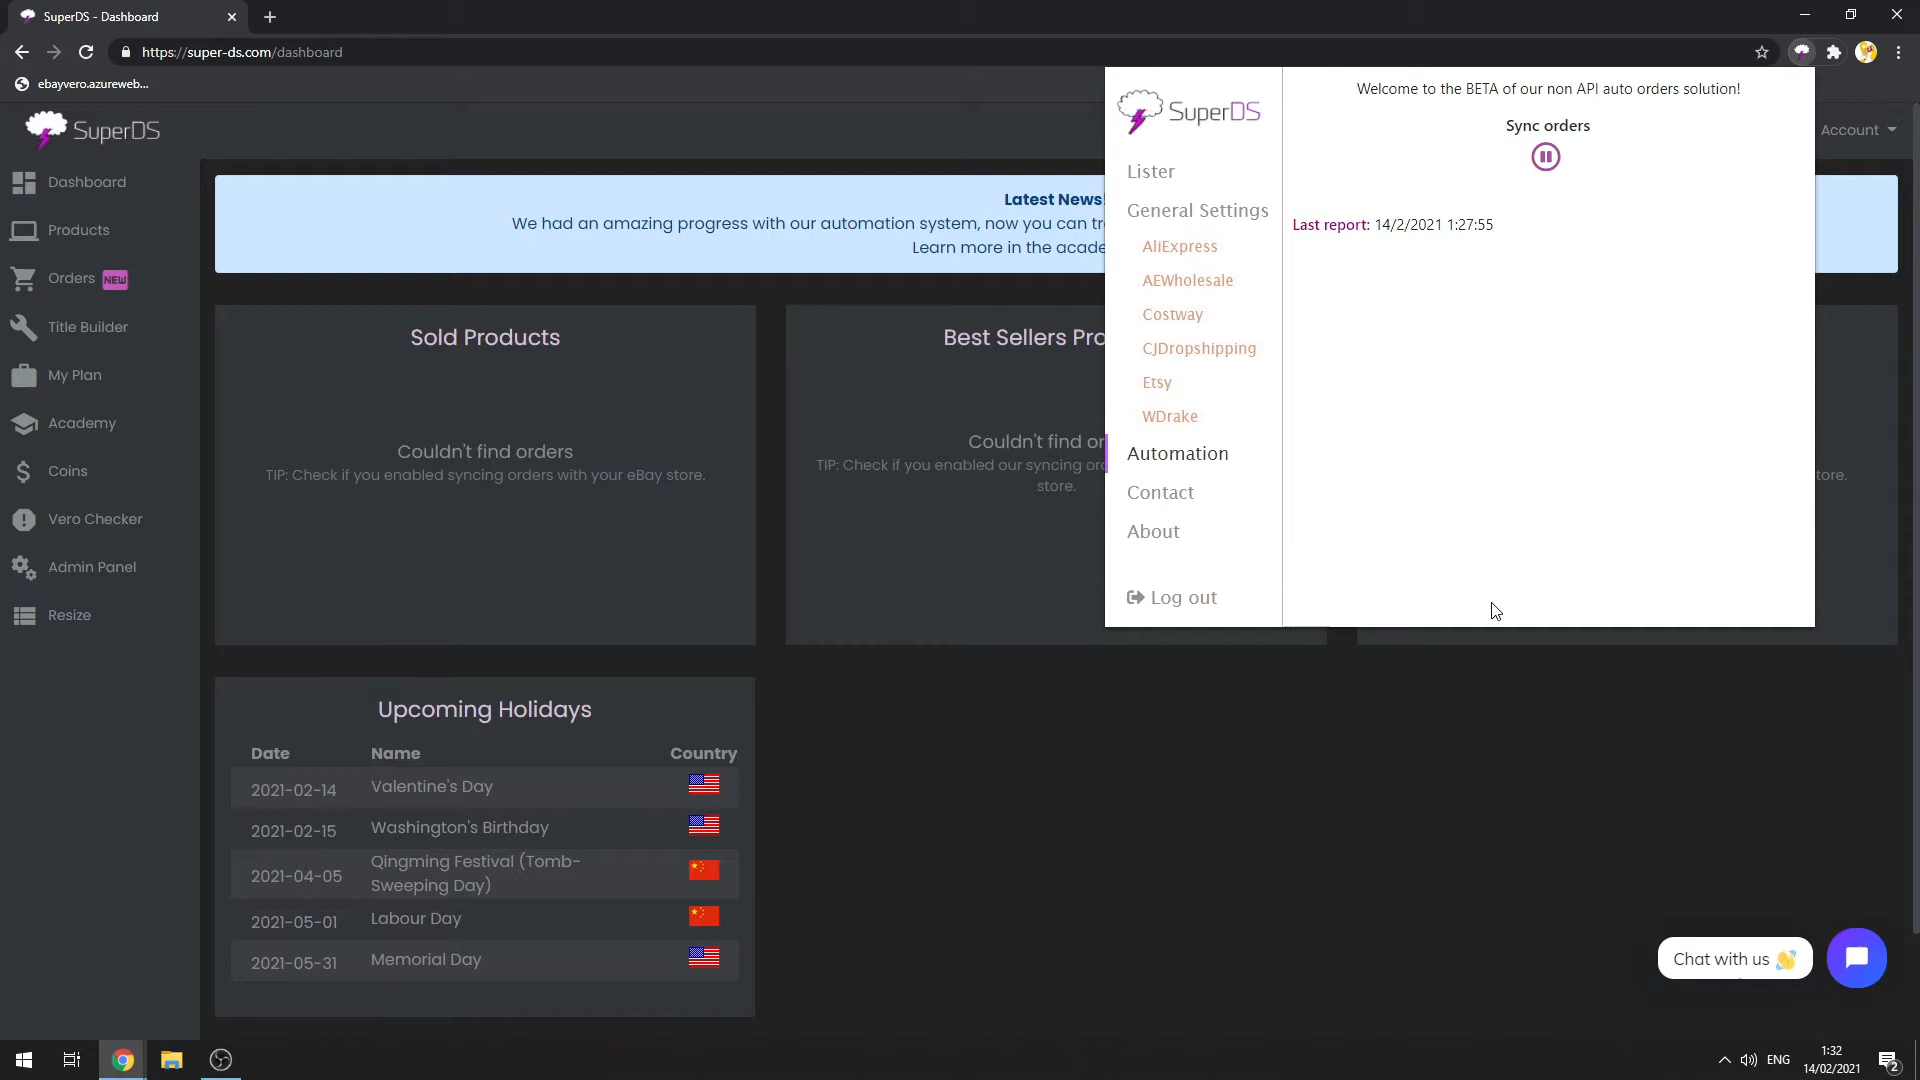 SuperDS - Dashboard
https://super-ds.com/dashboard
ebayvero.azureweb...
SuperDS
Account
Dashboard
Products
Orders NEW
Title Builder
My Plan
Academy
Coins
Vero Checker
Admin Panel
Resize
Latest News
We had an amazing progress with our automation system, now you can
Learn more in the
Sold Products
Couldn't find orders
TIP: Check if you enabled syncing orders with your eBay store.
Best Sellers
Couldn't find
TIP: Check if you enabled our syncing
store.
Upcoming Holidays
Date Name Country
2021-02-14 Valentine's Day
2021-02-15 Washington's Birthday
2021-04-05 Qingming Festival (Tomb-
Sweeping Day)
2021-05-01 Labour Day
2021-05-31 Memorial Day
SuperDS
Lister
General Settings
AliExpress
AEWholesale
Costway
CJDropshipping
Etsy
WDrake
Automation
Contact
About
Log out
Welcome to the BETA of our non API auto orders solution!
Sync orders
Last report: 14/2/2021 1:27:55
Chat with us
ENG
1:32
14/02/2021
2